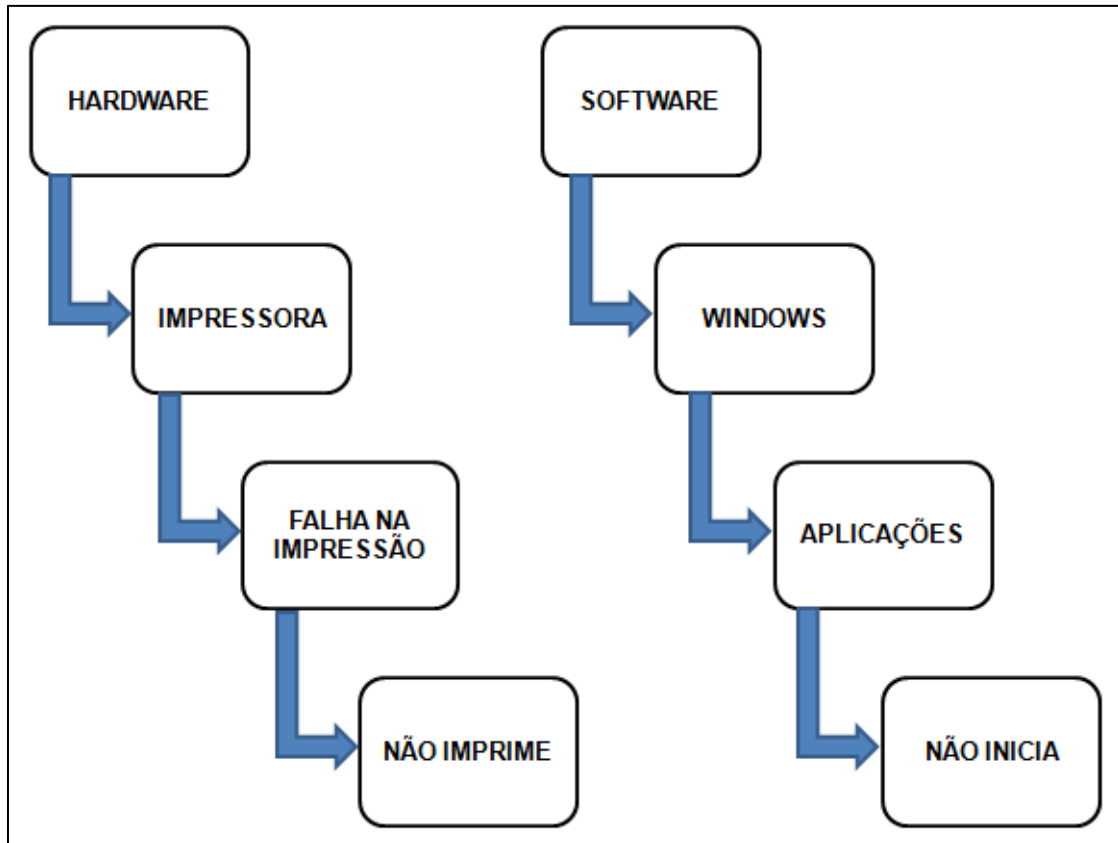 HARDWARE
SOFTWARE
IMPRESSORA
WINDOWS
FALHA NA
IMPRESSÃO
APLICAÇÕES
NÃO IMPRIME
NÃO INICIA